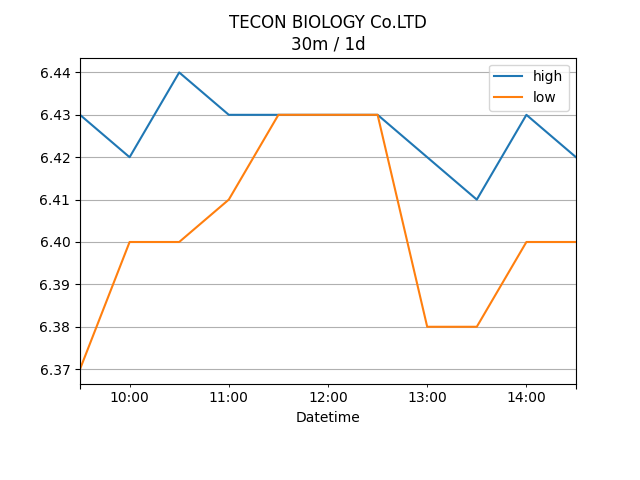 TECON BIOLOGY Co.LTD
30m / 1d
high
low
6.44
6.43
6.42
6.41
6.40
6.39
6.38
6.37
10:00 11:00 12:00 13:00 14:00
Datetime